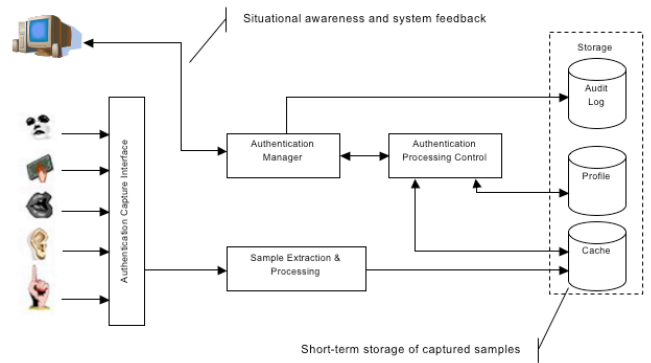 Situational awareness and system feedback
Storage
Audit
Log
Authentication Capture Interface
Authentication
Manager
Authentication
Processing Control
Profile
Sample Extraction &
Processing
Cache
Short-term storage of captured samples